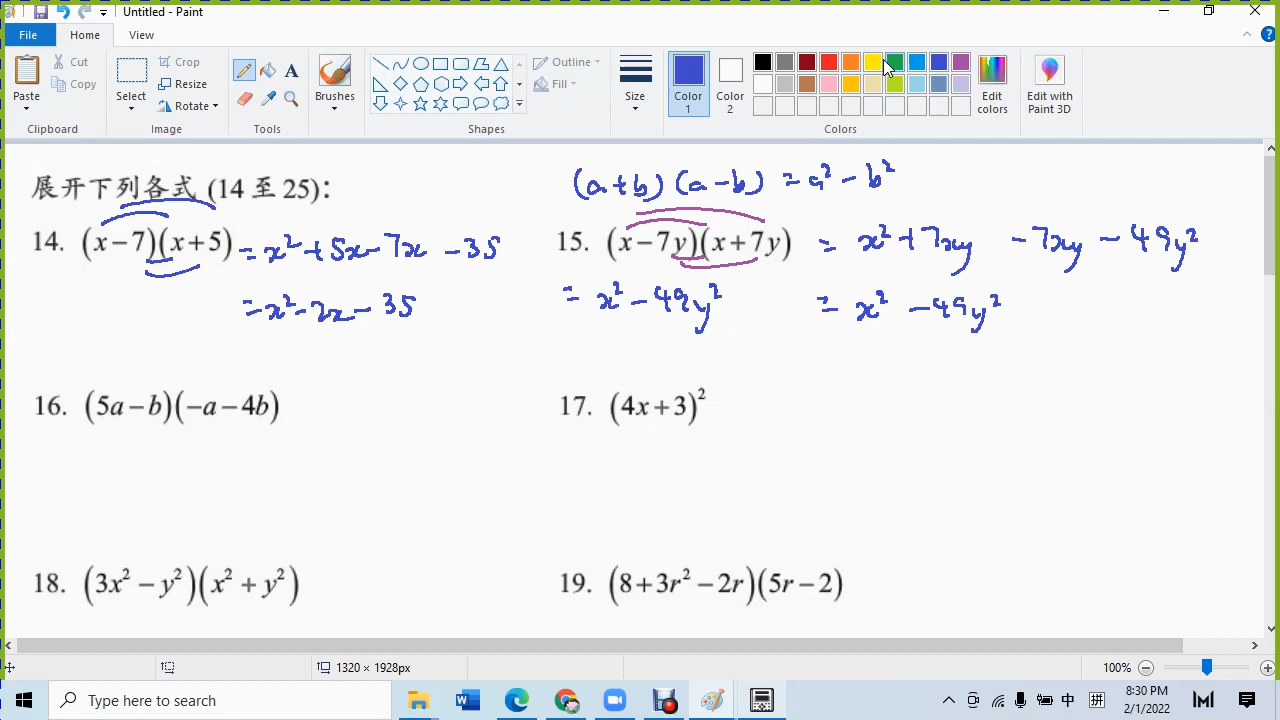 Untitled - Paint
File Home View
Paste Cut Copy Clipboard
Select Crop Resize Rotate Image
Tools
Brushes
Shapes Outline Fill
Size
Color 1 Color 2 Colors
Edit colors
Edit with Paint 3D
展开下列各式 (14 至 25):
(a+b)(a-b) = a² - b²
14. (x-7)(x+5) = x² + 5x - 7x - 35
= x² - 2x - 35
15. (x-7y)(x+7y) = x² + 7xy - 7xy - 49y²
= x² - 49y² = x² - 49y²
16. (5a-b)(-a-4b)
17. (4x+3)²
18. (3x² - y²)(x² + y²)
19. (8+3r² - 2r)(5r-2)
1320 × 1928px
100%
Type here to search
中
拼
8:30 PM
2/1/2022